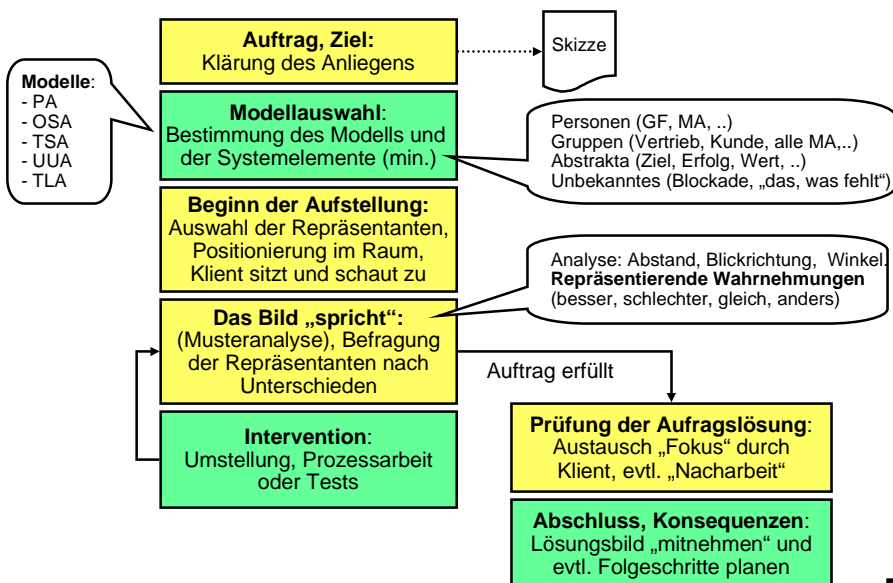 Auftrag, Ziel:
Klärung des Anliegens
Skizze
Modelle:
- PA
- OSA
- TSA
- UUA
- TLA
Modellauswahl:
Bestimmung des Modells und
der Systemelemente (min.)
Personen (GF, MA, ..)
Gruppen (Vertrieb, Kunde, alle MA,..)
Abstrakta (Ziel, Erfolg, Wert, ..)
Unbekanntes (Blockade, „das, was fehlt“)
Beginn der Aufstellung:
Auswahl der Repräsentanten,
Positionierung im Raum,
Klient sitzt und schaut zu
Analyse: Abstand, Blickrichtung, Winkel.
Repräsentierende Wahrnehmungen
(besser, schlechter, gleich, anders)
Das Bild „spricht“:
(Musteranalyse), Befragung
der Repräsentanten nach
Unterschieden
Auftrag erfüllt
Intervention:
Umstellung, Prozessarbeit
oder Tests
Prüfung der Aufragslösung:
Austausch „Fokus“ durch
Klient, evtl. „Nacharbeit“
Abschluss, Konsequenzen:
Lösungsbild „mitnehmen“ und
evtl. Folgeschritte planen